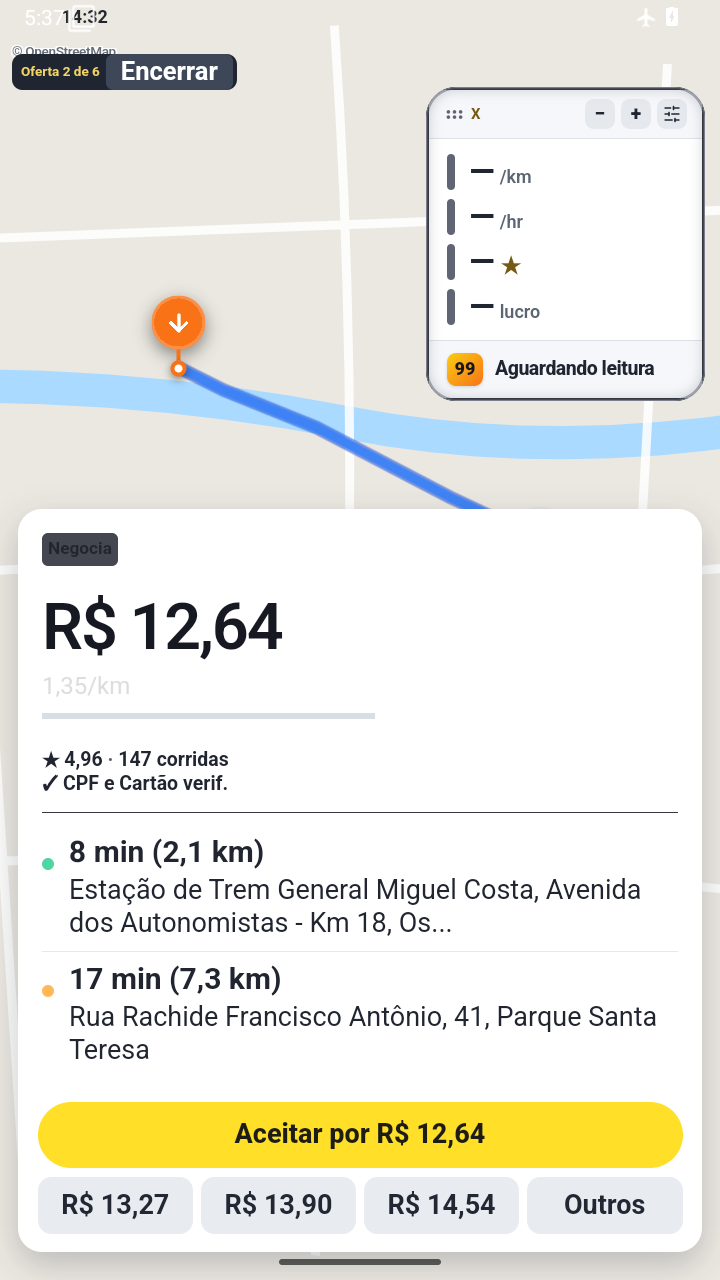 14:32
© OpenStreetMap
Oferta 2 de 6
Encerrar
X
− +
— /km
— /hr
— ★
— lucro
99 Aguardando leitura
Negocia
R$ 12,64
1,35/km
★ 4,96 · 147 corridas
✓ CPF e Cartão verif.
8 min (2,1 km)
Estação de Trem General Miguel Costa, Avenida
dos Autonomistas - Km 18, Os...
17 min (7,3 km)
Rua Rachide Francisco Antônio, 41, Parque Santa
Teresa
Aceitar por R$ 12,64
R$ 13,27 R$ 13,90 R$ 14,54 Outros